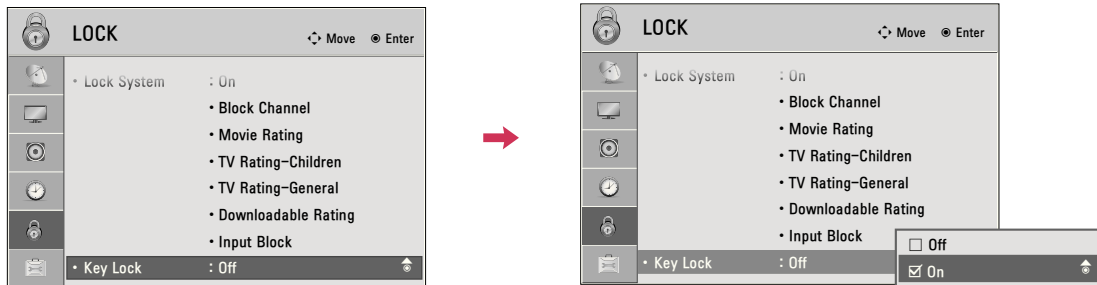 LOCK
Move Enter
• Lock System : On
• Block Channel
• Movie Rating
• TV Rating-Children
• TV Rating-General
• Downloadable Rating
• Input Block
• Key Lock : Off
LOCK
Move Enter
• Lock System : On
• Block Channel
• Movie Rating
• TV Rating-Children
• TV Rating-General
• Downloadable Rating
• Input Block
• Key Lock : Off
Off
On